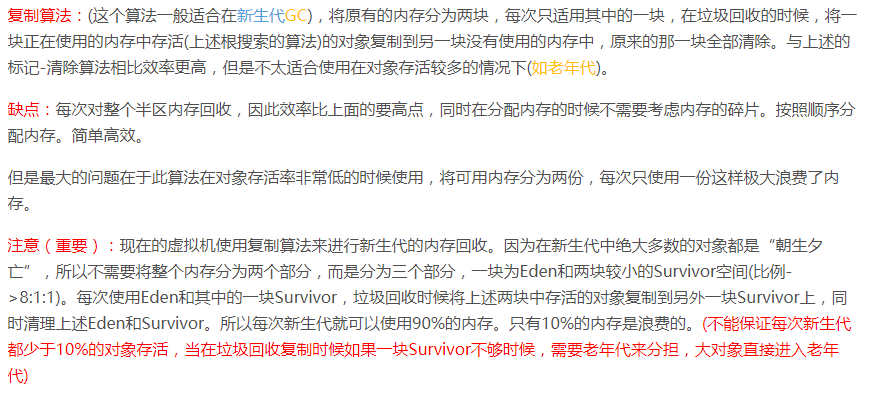 复制算法：(这个算法一般适合在新生代GC)，将原有的内存分为两块，每次只适用其中的一块，在垃圾回收的时候，将一
块正在使用的内存中存活(上述根搜索的算法)的对象复制到另一块没有使用的内存中，原来的那一块全部清除。与上述的
标记-清除算法相比效率更高，但是不太适合使用在对象存活较多的情况下(如老年代)。
缺点：每次对整个半区内存回收，因此效率比上面的要高点，同时在分配内存的时候不需要考虑内存的碎片。按照顺序分
配内存。简单高效。
但是最大的问题在于此算法在对象存活率非常低的时候使用，将可用内存分为两份，每次只使用一份这样极大浪费了内
存。
注意（重要）：现在的虚拟机使用复制算法来进行新生代的内存回收。因为在新生代中绝大多数的对象都是“朝生夕
亡”，所以不需要将整个内存分为两个部分，而是分为三个部分，一块为Eden和两块较小的Survivor空间(比例-
>8:1:1)。每次使用Eden和其中的一块Survivor，垃圾回收时候将上述两块中存活的对象复制到另外一块Survivor上，同
时清理上述Eden和Survivor。所以每次新生代就可以使用90%的内存。只有10%的内存是浪费的。(不能保证每次新生代
都少于10%的对象存活，当在垃圾回收复制时候如果一块Survivor不够时候，需要老年代来分担，大对象直接进入老年
代)